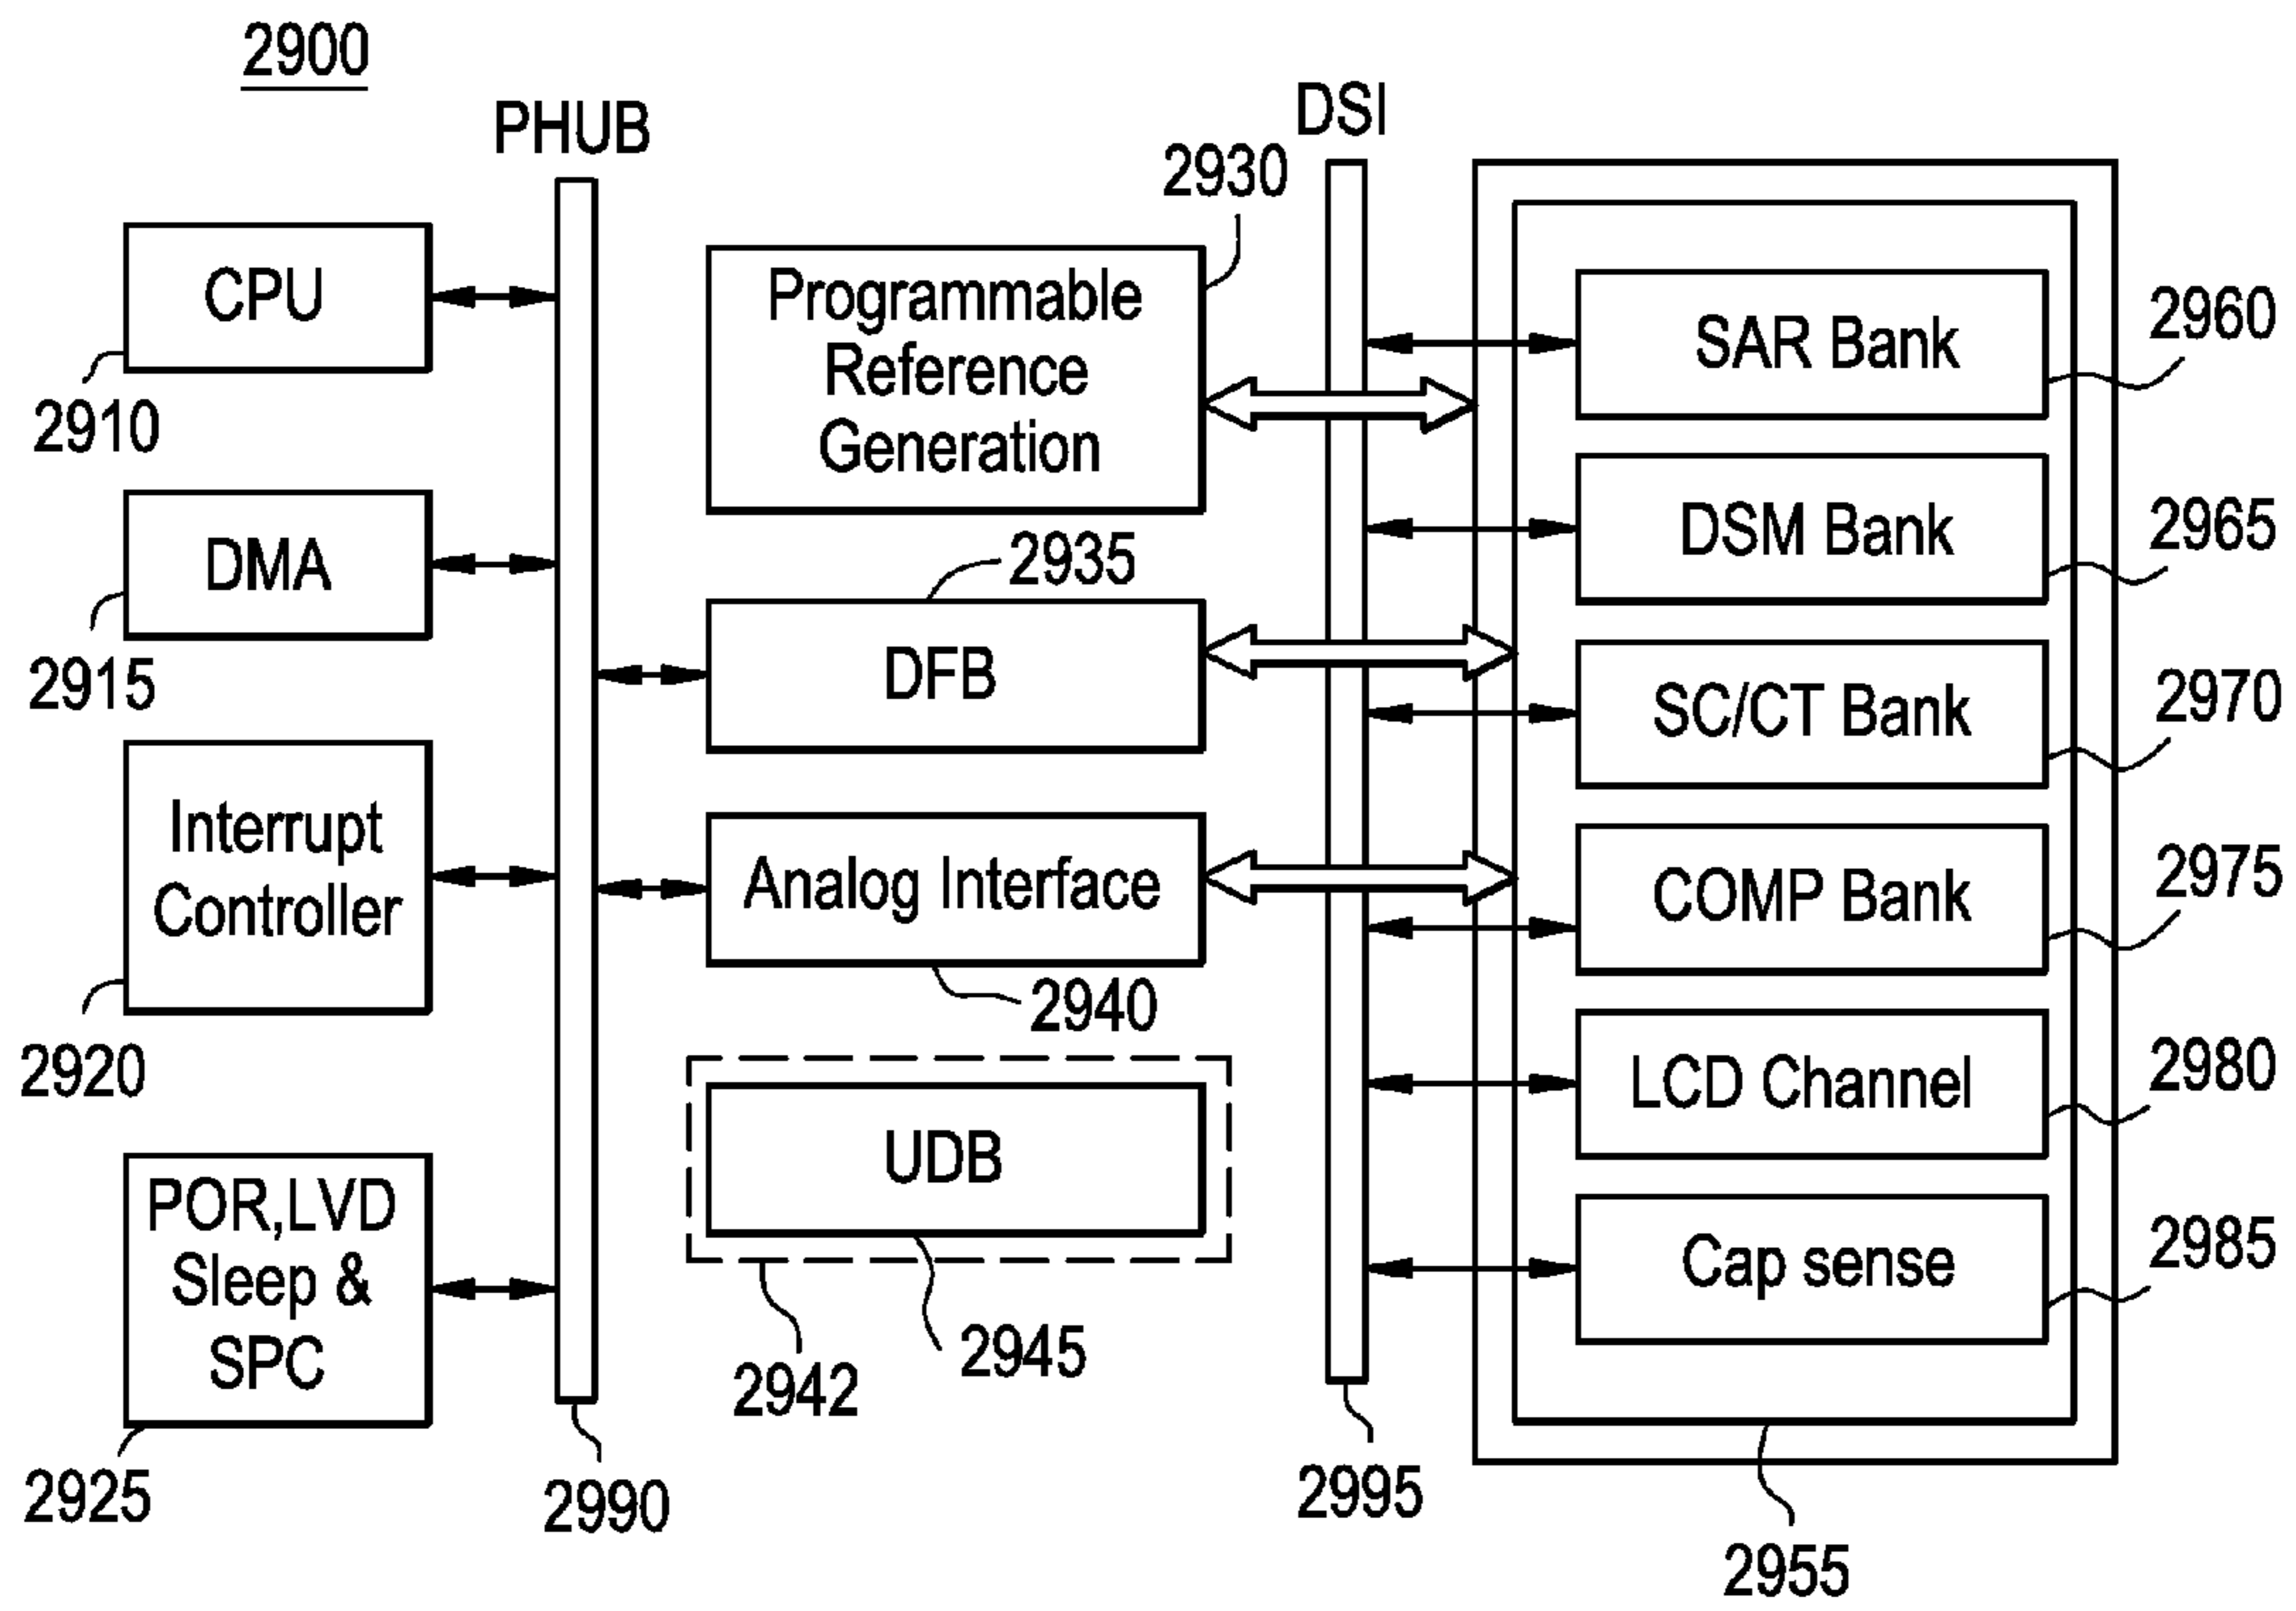 2900
PHUB
DSI
2930
CPU
2910
Programmable
Reference
Generation
SAR Bank
2960
DMA
2915
2935
DFB
DSM Bank
2965
SC/CT Bank
2970
Interrupt
Controller
2920
Analog Interface
2940
COMP Bank
2975
UDB
2945
2942
LCD Channel
2980
POR,LVD
Sleep &
SPC
2925
Cap sense
2985
2990
2995
2955